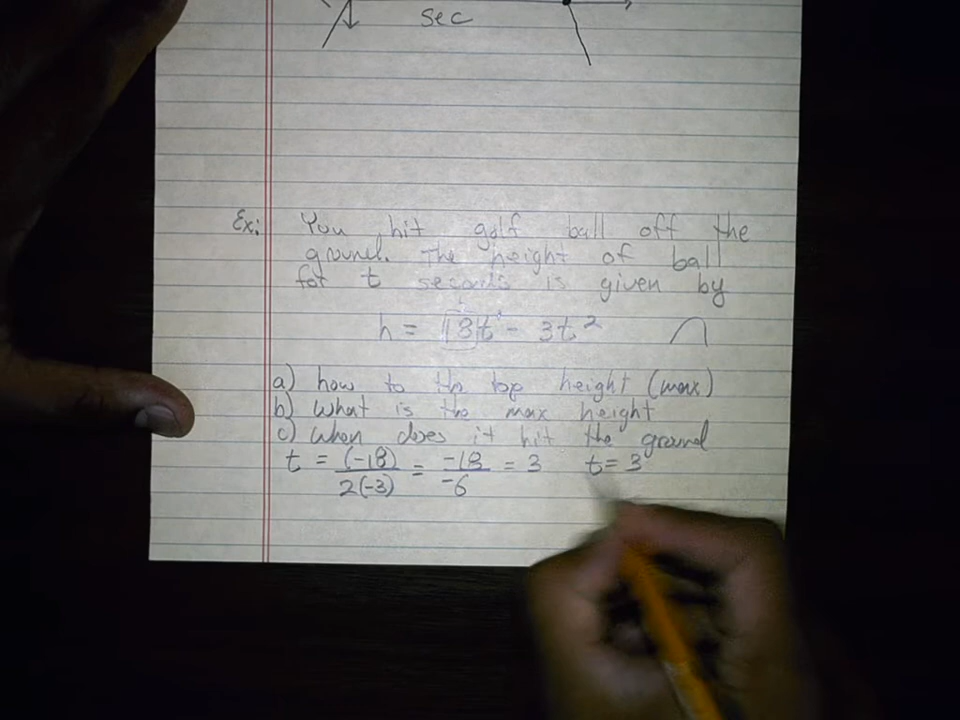 sec
Ex: You hit golf ball off the
ground. The height of ball
for t seconds is given by
h = 18t - 3t²
a) how to the top height (max)
b) What is the max height
c) When does it hit the ground
t = (-18)/2(-3) = -18/-6 = 3 t = 3